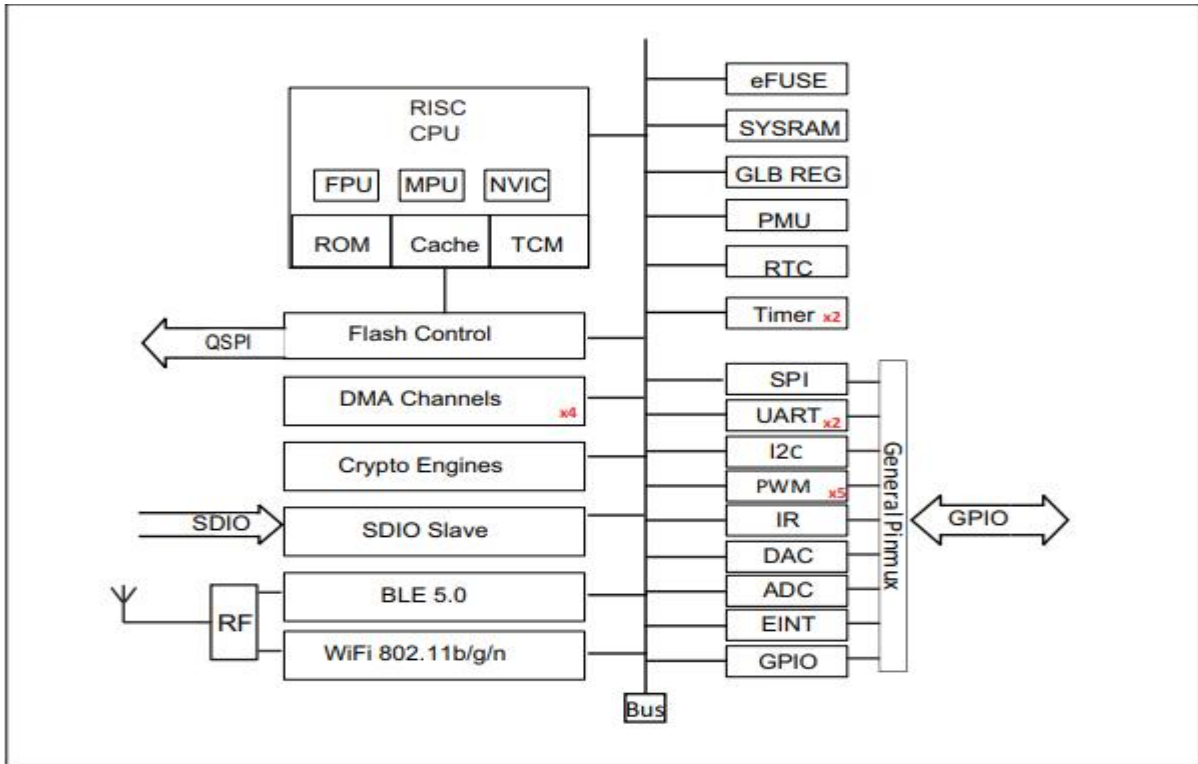 RISC
CPU
FPU MPU NVIC
ROM Cache TCM
QSPI
Flash Control
DMA Channels x4
Crypto Engines
SDIO
SDIO Slave
RF
BLE 5.0
WiFi 802.11b/g/n
Bus
eFUSE
SYSRAM
GLB REG
PMU
RTC
Timer x2
SPI
UART x2
I2C
PWM x5
IR
DAC
ADC
EINT
GPIO
General Pinmux
GPIO